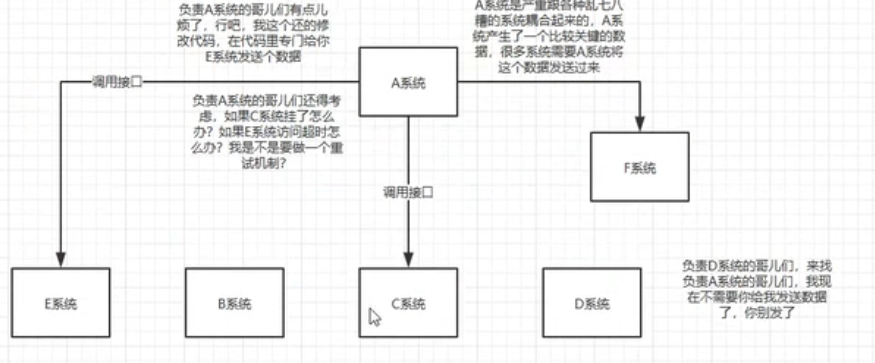 负责A系统的哥儿们有点儿
烦了，行吧，我这个还的修
改代码，在代码里专门给你
E系统发送个数据
A系统是严重跟各种乱七八
糟的系统耦合起来的，A系
统产生了一个比较关键的数
据，很多系统需要A系统将
这个数据发送过来
调用接口
A系统
负责A系统的哥儿们还得考
虑，如果C系统挂了怎么
办？如果E系统访问超时怎
么办？我是不是要做一个重
试机制？
F系统
调用接口
负责D系统的哥儿们，来找
负责A系统的哥儿们，我现
在不需要你给我发送数据
了，你别发了
E系统
B系统
C系统
D系统